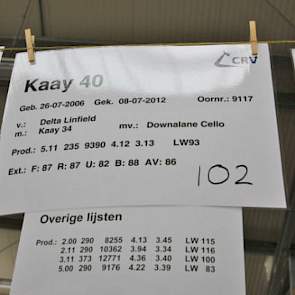 CRV
Kaay 40
Geb. 26-07-2006 Gek. 08-07-2012 Oornr.: 9117
v.: Delta Linfield mv.: Downalane Cello
m.: Kaay 34
Prod.: 5.11 235 9390 4.12 3.13 LW93
Ext.: F: 87 R: 87 U: 82 B: 88 AV: 86
102
Overige lijsten
Prod.: 2.00 290 8255 4.13 3.45 LW 115
2.11 290 10362 3.94 3.34 LW 116
3.11 373 12771 4.36 3.40 LW 100
5.00 290 9176 4.22 3.39 LW 83